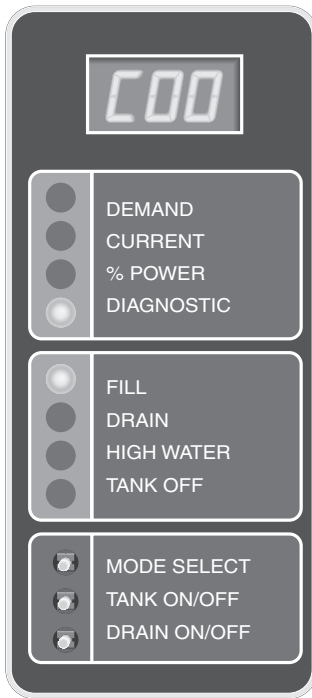 C00
DEMAND
CURRENT
% POWER
DIAGNOSTIC
FILL
DRAIN
HIGH WATER
TANK OFF
MODE SELECT
TANK ON/OFF
DRAIN ON/OFF